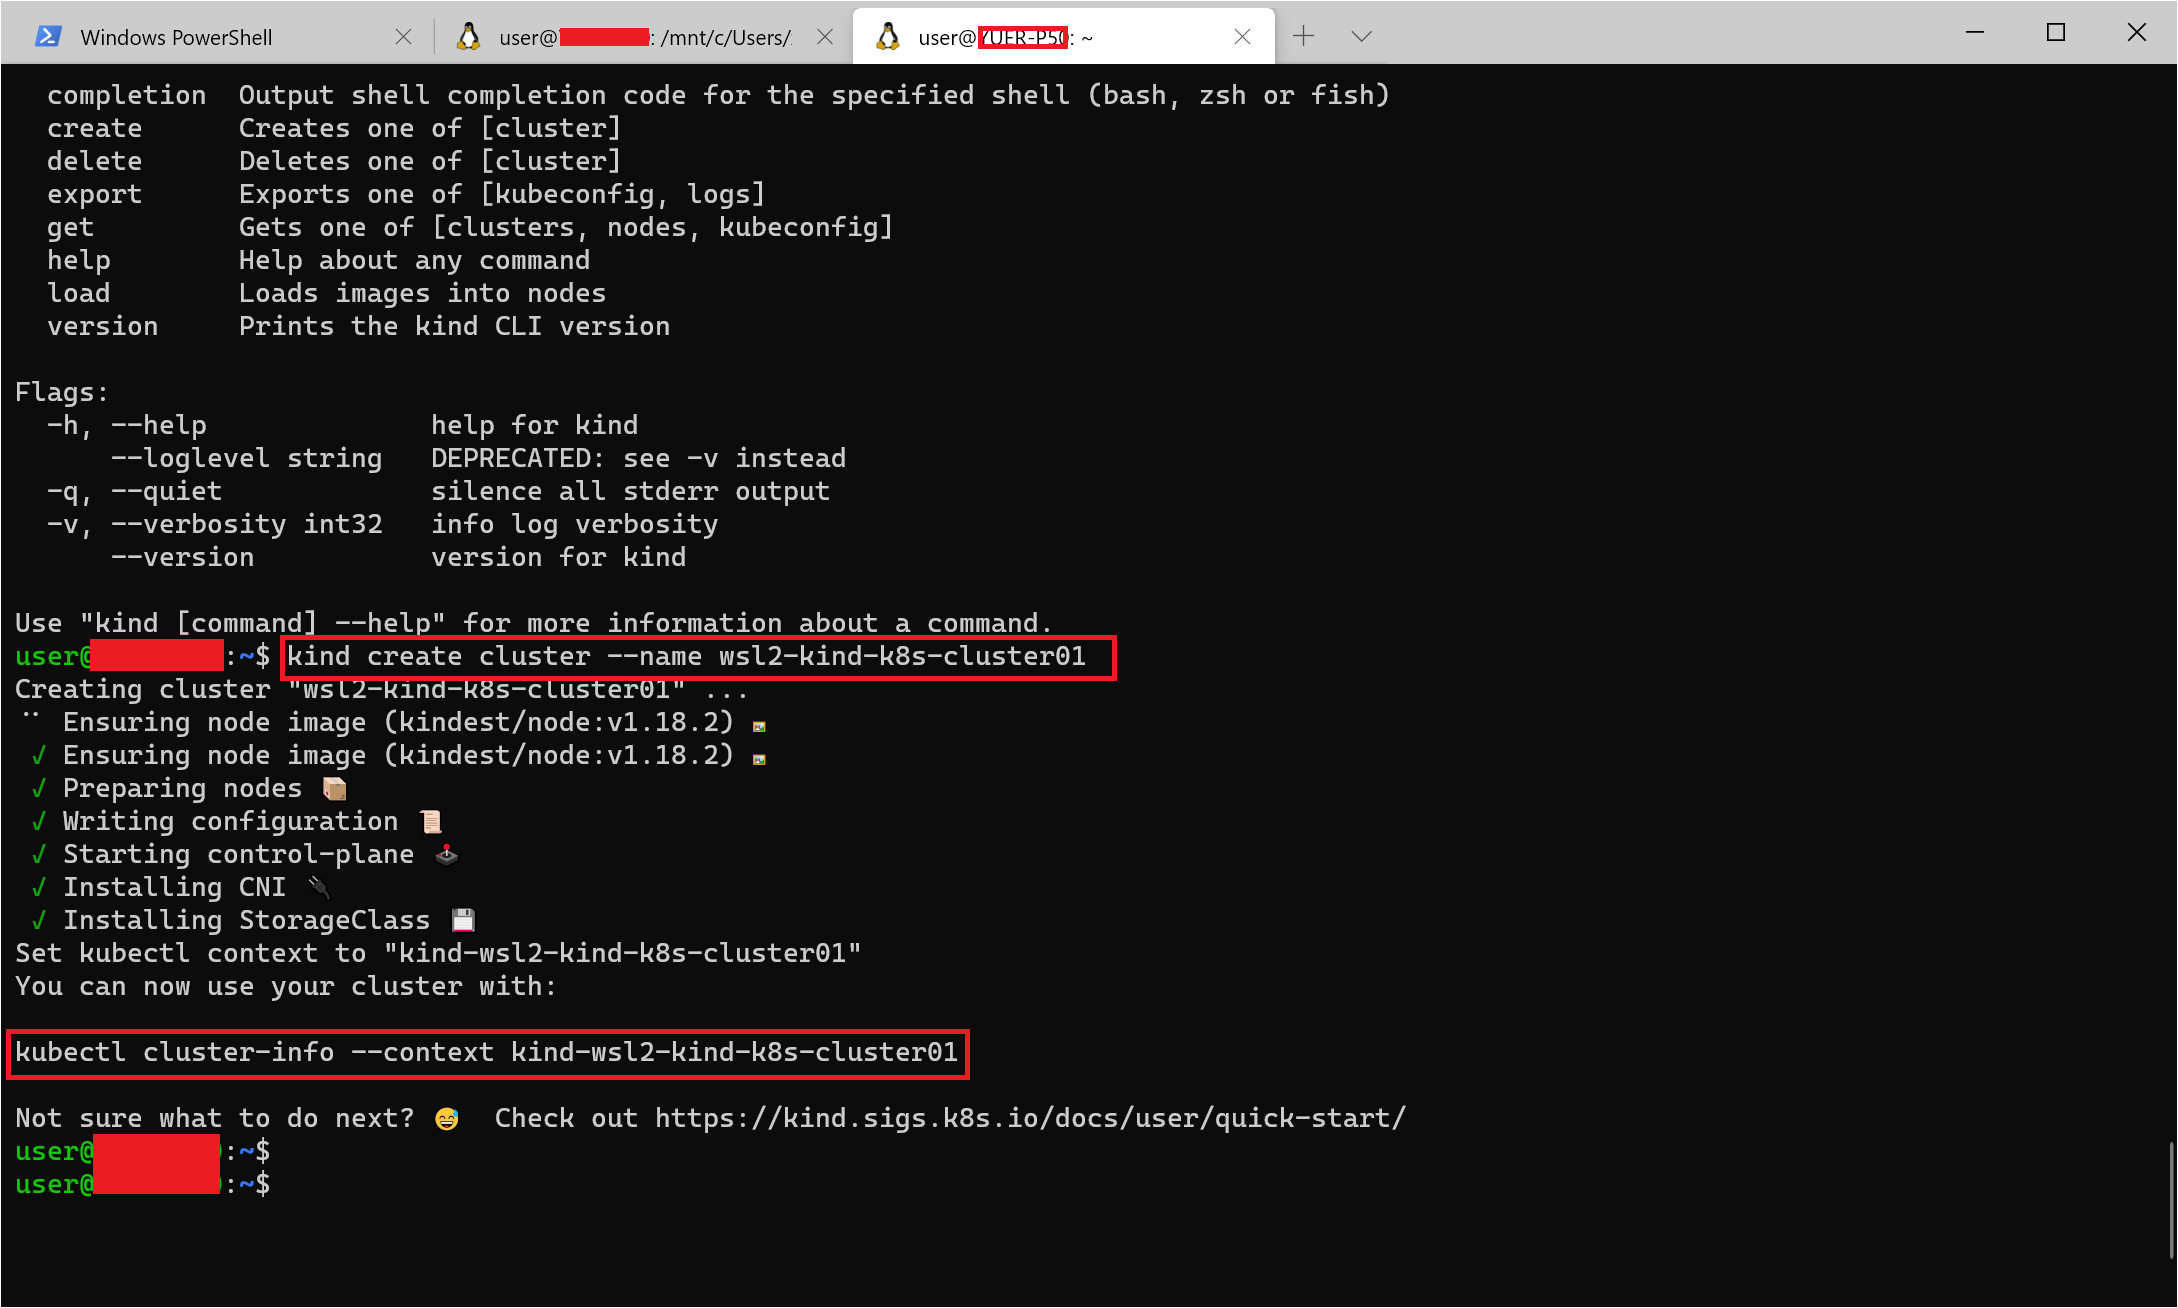 Windows PowerShell
user@ : /mnt/c/Users/
user@ : ~
completion  Output shell completion code for the specified shell (bash, zsh or fish)
create      Creates one of [cluster]
delete      Deletes one of [cluster]
export      Exports one of [kubeconfig, logs]
get         Gets one of [clusters, nodes, kubeconfig]
help        Help about any command
load        Loads images into nodes
version     Prints the kind CLI version
Flags:
-h, --help              help for kind
--loglevel string   DEPRECATED: see -v instead
-q, --quiet             silence all stderr output
-v, --verbosity int32   info log verbosity
--version           version for kind
Use "kind [command] --help" for more information about a command.
user@ :~$ kind create cluster --name wsl2-kind-k8s-cluster01
Creating cluster "wsl2-kind-k8s-cluster01" ...
¨ Ensuring node image (kindest/node:v1.18.2) 🖼
√ Ensuring node image (kindest/node:v1.18.2) 🖼
√ Preparing nodes 📦
√ Writing configuration 📜
√ Starting control-plane 🕹
√ Installing CNI 🔌
√ Installing StorageClass 💾
Set kubectl context to "kind-wsl2-kind-k8s-cluster01"
You can now use your cluster with:
kubectl cluster-info --context kind-wsl2-kind-k8s-cluster01
Not sure what to do next? 😅  Check out https://kind.sigs.k8s.io/docs/user/quick-start/
user@ :~$
user@ :~$